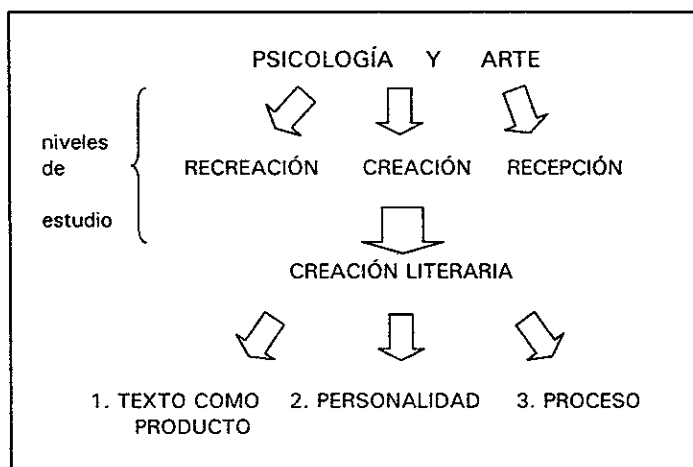 PSICOLOGÍA Y ARTE
niveles
de
estudio
RECREACIÓN CREACIÓN RECEPCIÓN
CREACIÓN LITERARIA
1. TEXTO COMO PRODUCTO
2. PERSONALIDAD
3. PROCESO